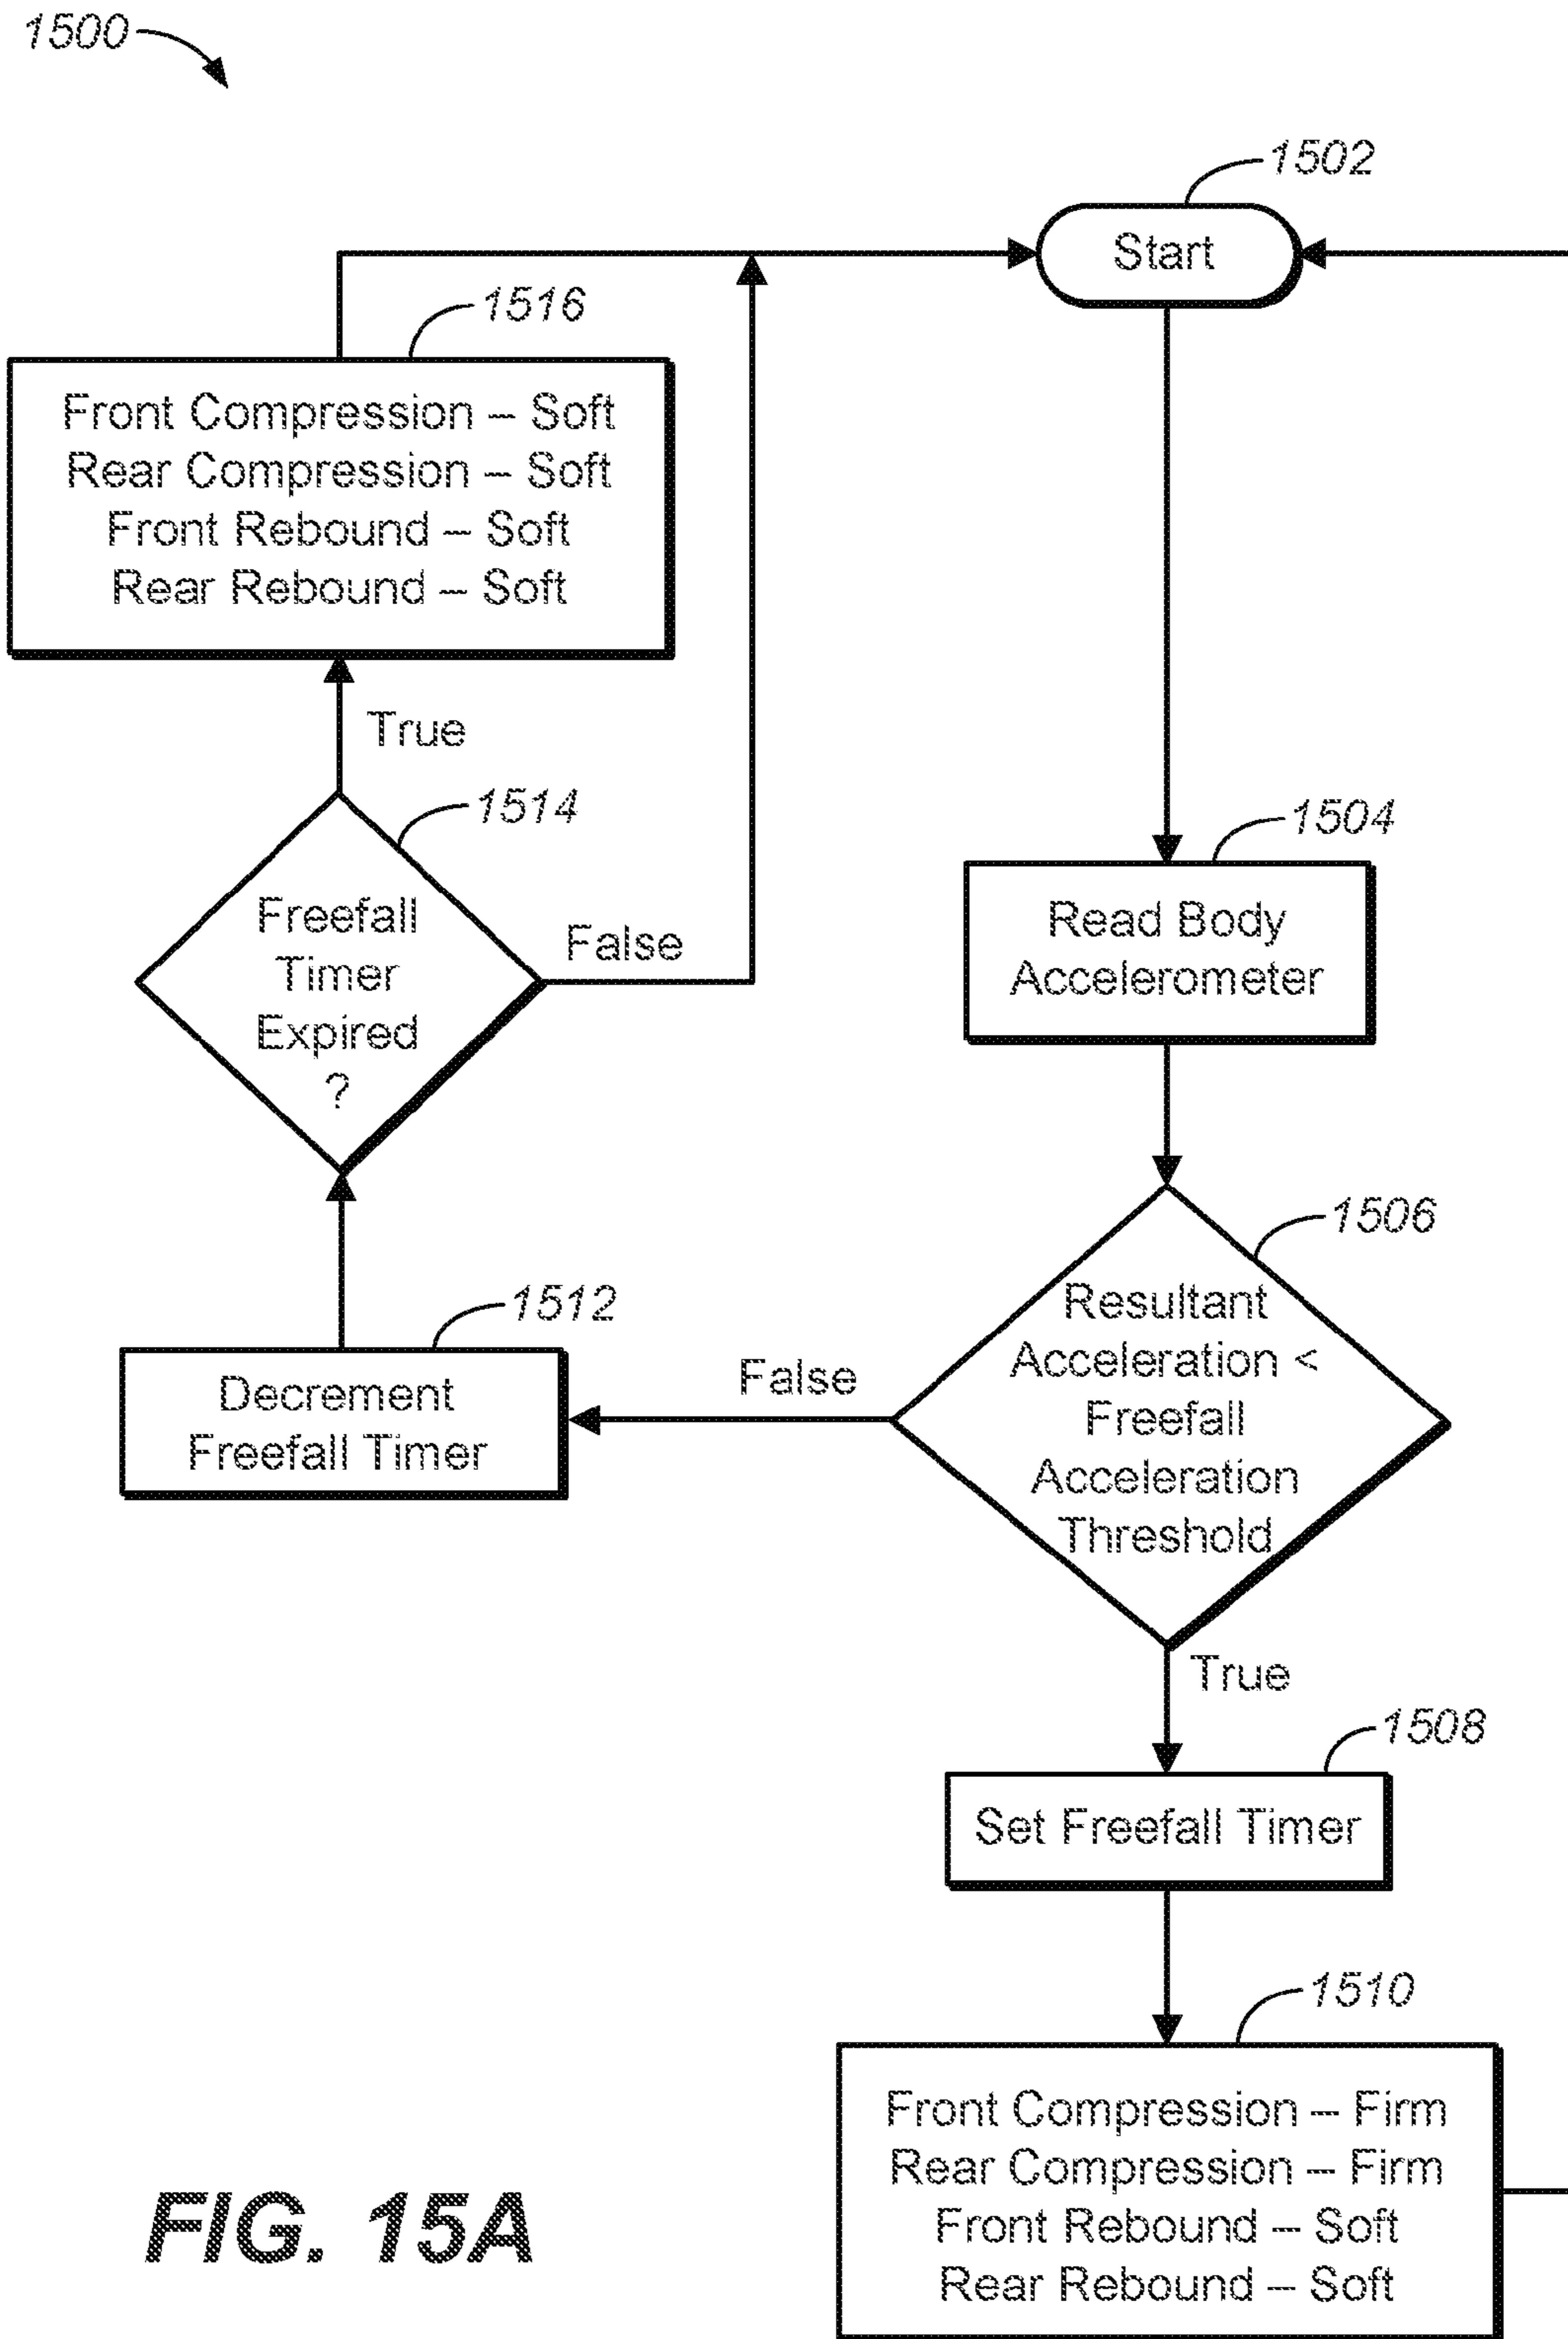 1500
1502
Start
1516
Front Compression – Soft
Rear Compression – Soft
Front Rebound – Soft
Rear Rebound – Soft
True
1514
Freefall
Timer
Expired
?
False
1504
Read Body
Accelerometer
1506
Resultant
Acceleration <
Freefall
Acceleration
Threshold
False
1512
Decrement
Freefall Timer
True
1508
Set Freefall Timer
1510
Front Compression – Firm
Rear Compression – Firm
Front Rebound – Soft
Rear Rebound – Soft
FIG. 15A